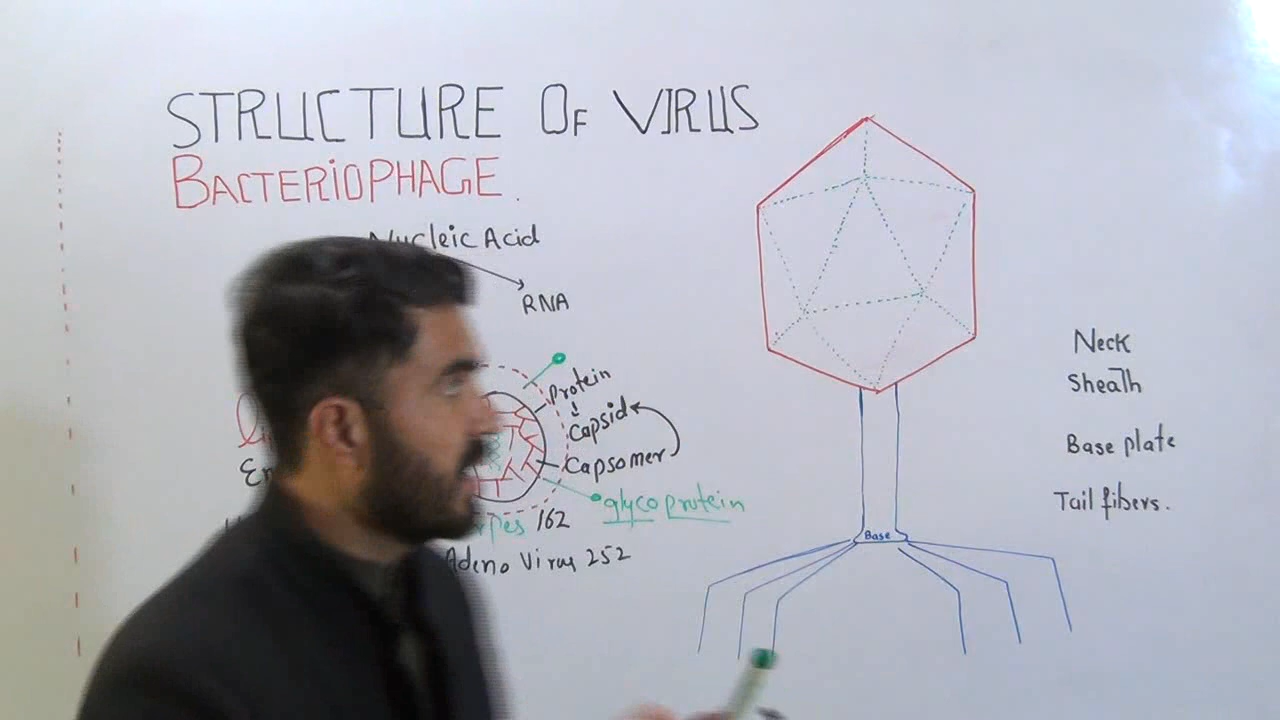 STRUCTURE OF VIRUS
BACTERIOPHAGE.
Nucleic Acid
RNA
Protein
Capsid
Capsomer
glycoprotein
162
Adeno Virus 252
Neck
Sheath
Base plate
Tail fibers.
Base